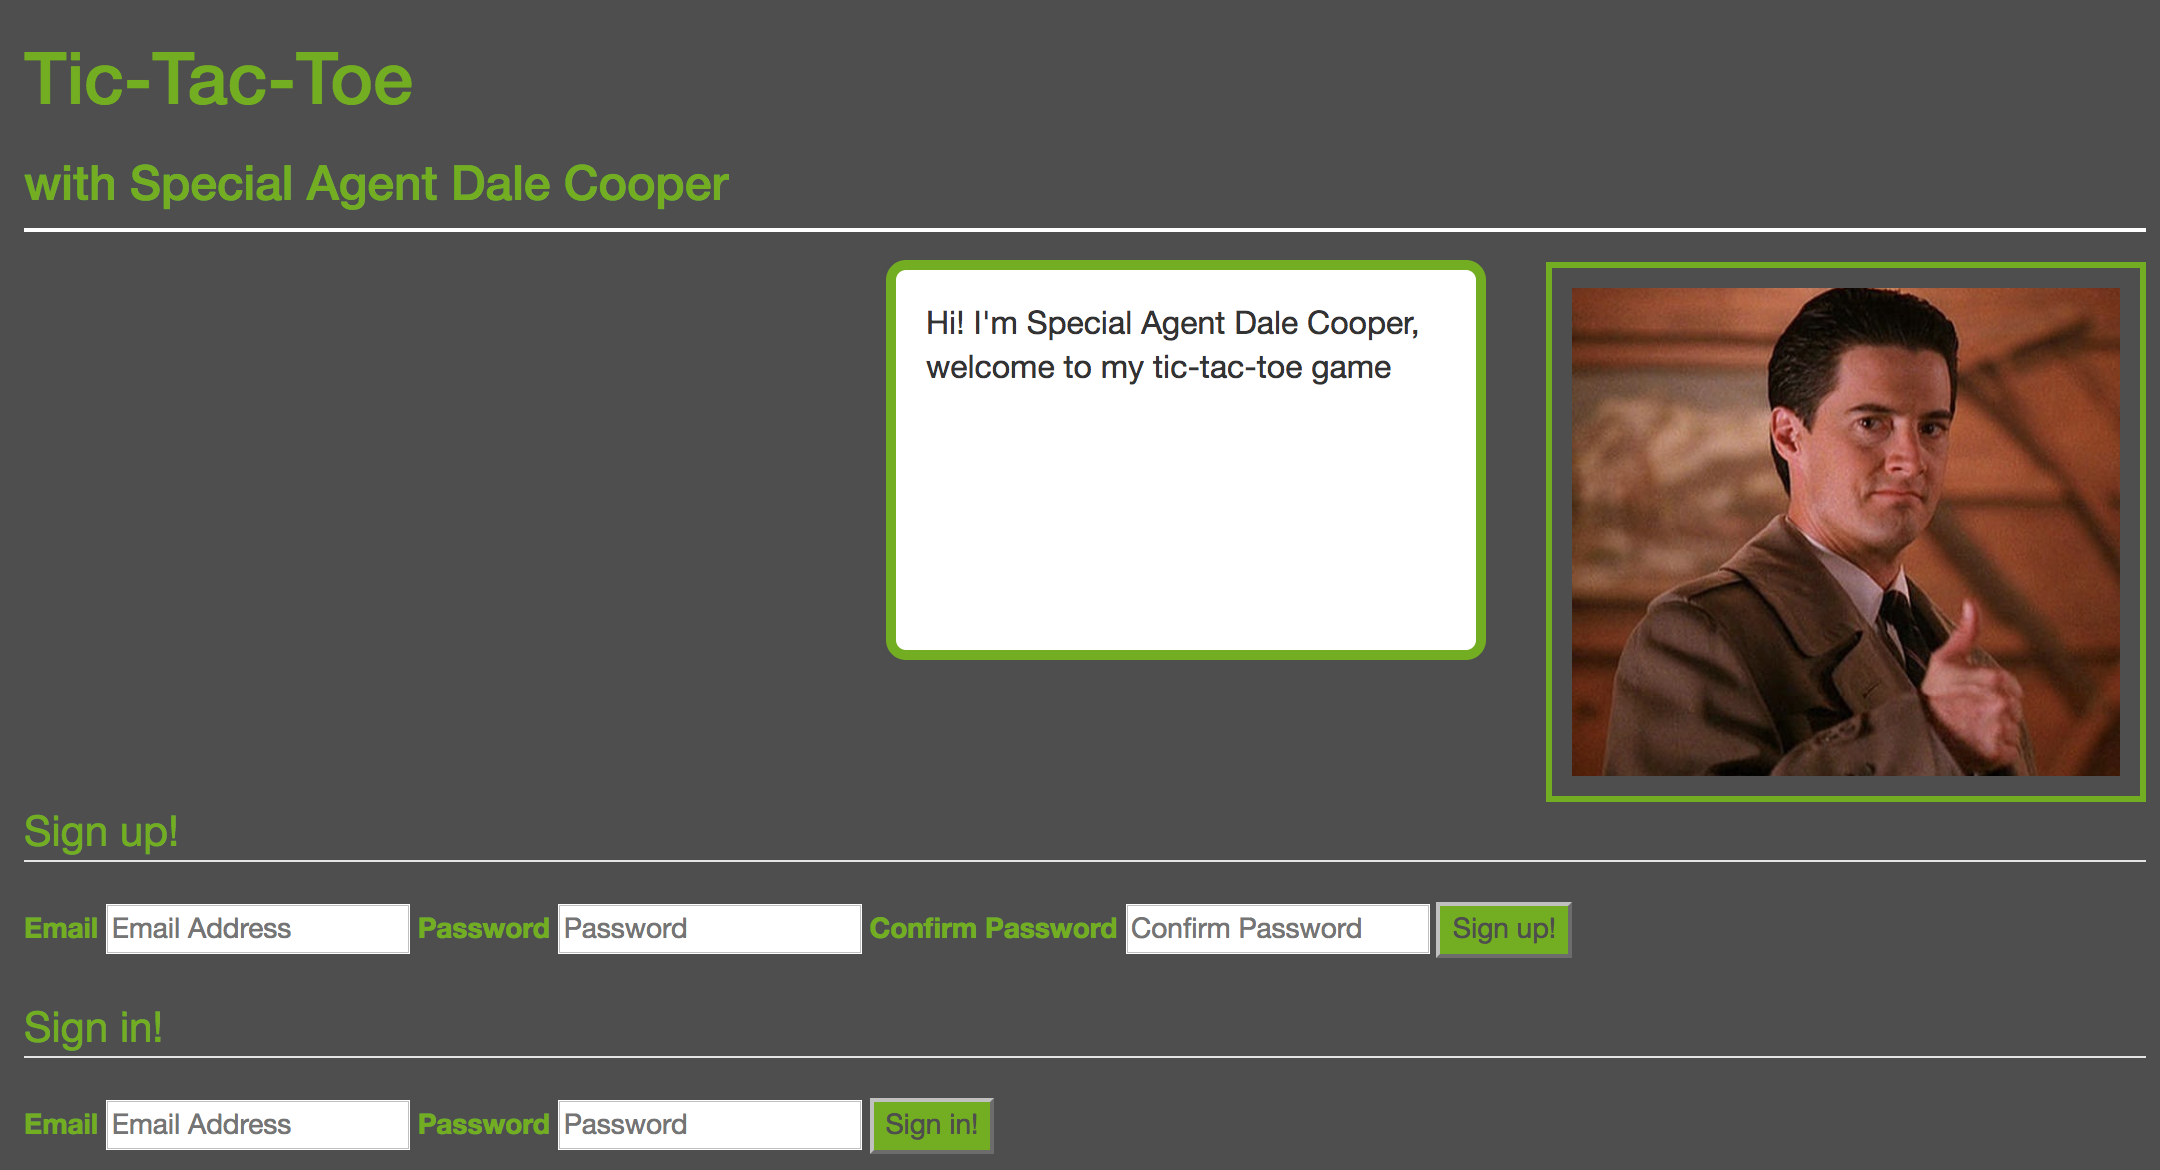 Tic-Tac-Toe
with Special Agent Dale Cooper
Hi! I'm Special Agent Dale Cooper,
welcome to my tic-tac-toe game
Sign up!
Email Email Address Password Password Confirm Password Confirm Password Sign up!
Sign in!
Email Email Address Password Password Sign in!